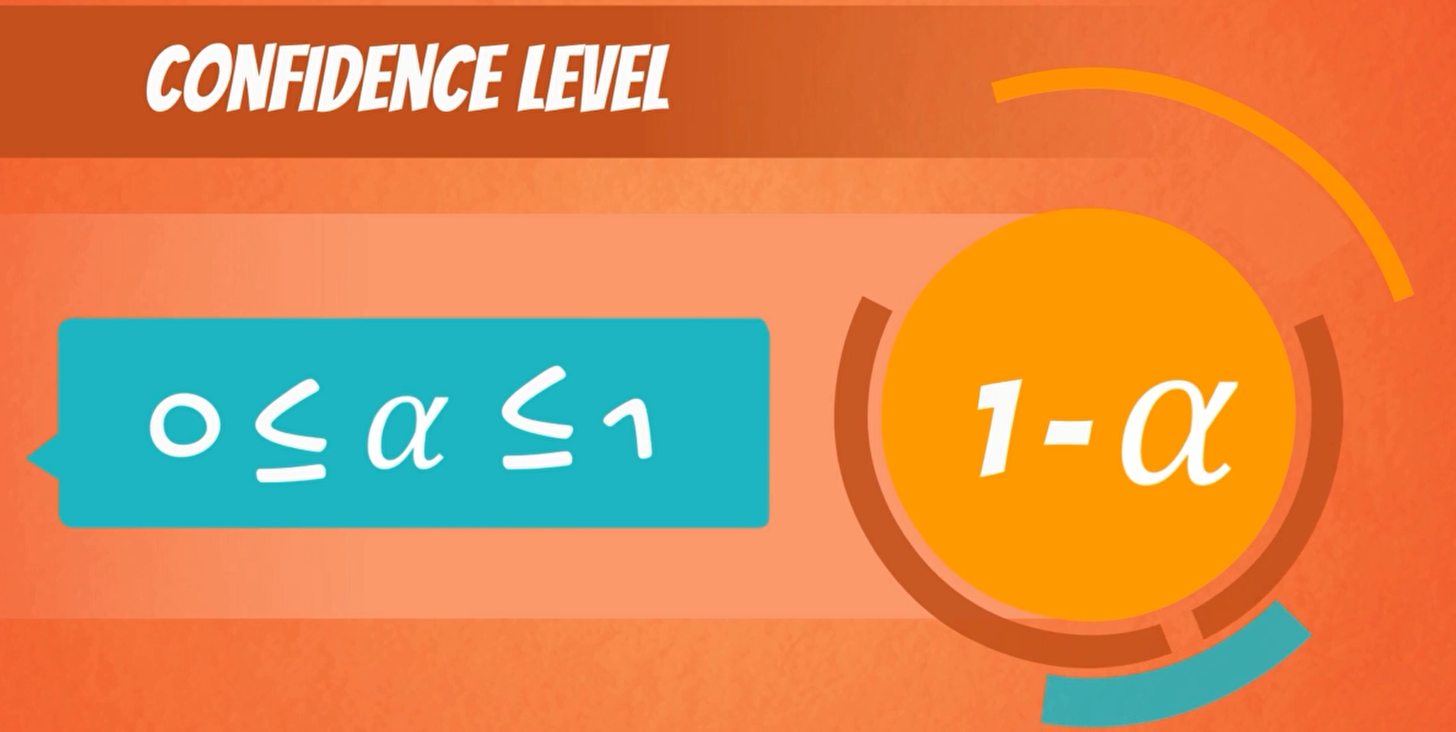 CONFIDENCE LEVEL
0 ≤ α ≤ 1
1-α